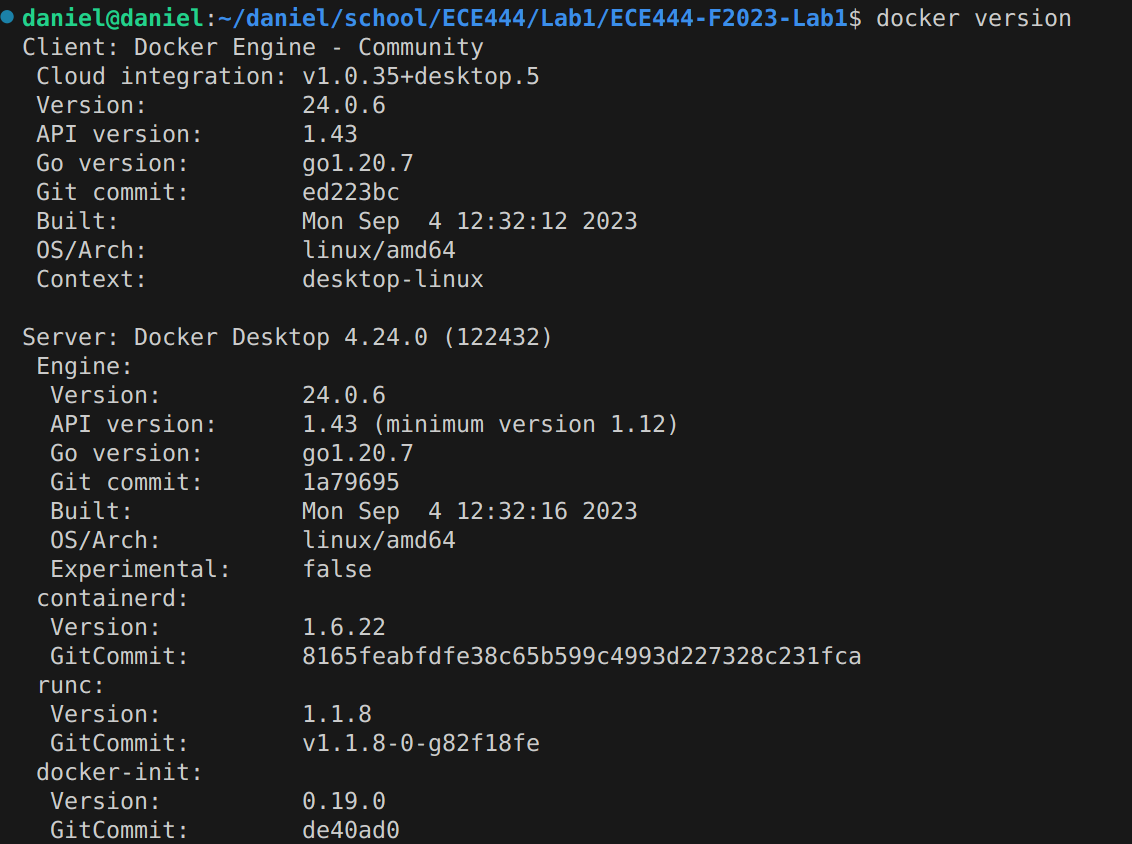 daniel@daniel:~/daniel/school/ECE444/Lab1/ECE444-F2023-Lab1$ docker version
Client: Docker Engine - Community
 Cloud integration: v1.0.35+desktop.5
 Version:           24.0.6
 API version:       1.43
 Go version:        go1.20.7
 Git commit:        ed223bc
 Built:             Mon Sep  4 12:32:12 2023
 OS/Arch:           linux/amd64
 Context:           desktop-linux

Server: Docker Desktop 4.24.0 (122432)
 Engine:
  Version:          24.0.6
  API version:      1.43 (minimum version 1.12)
  Go version:       go1.20.7
  Git commit:       1a79695
  Built:            Mon Sep  4 12:32:16 2023
  OS/Arch:          linux/amd64
  Experimental:     false
 containerd:
  Version:          1.6.22
  GitCommit:        8165feabfdfe38c65b599c4993d227328c231fca
 runc:
  Version:          1.1.8
  GitCommit:        v1.1.8-0-g82f18fe
 docker-init:
  Version:          0.19.0
  GitCommit:        de40ad0